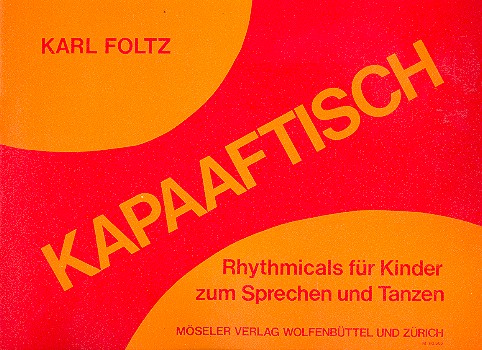 KARL FOLTZ
KAPAAFTISCH
Rhythmicals für Kinder
zum Sprechen und Tanzen
MÖSELER VERLAG WOLFENBÜTTEL UND ZÜRICH